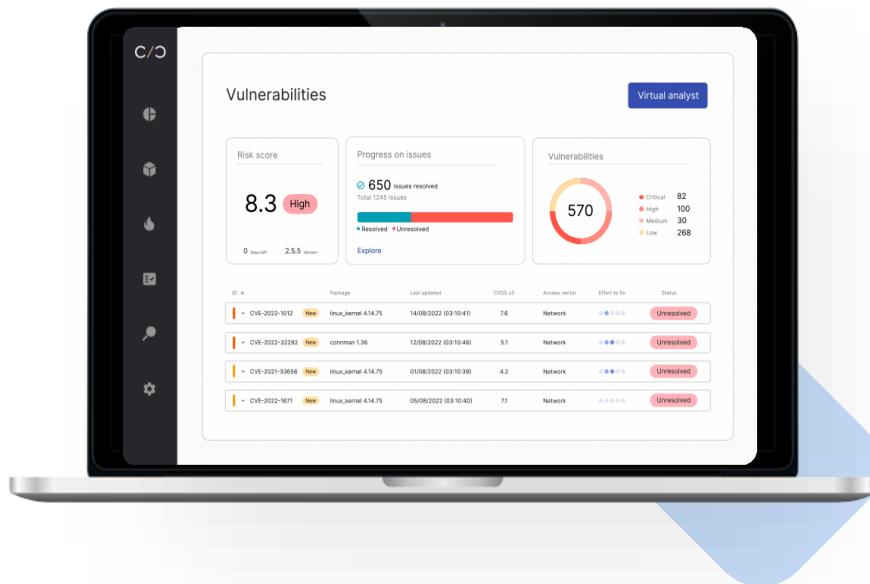 C/C
Vulnerabilities
Virtual analyst
Risk score
8.3 High
0 Days left 2.5.5 Version
Progress on issues
650 issues resolved
Total 1245 issues
Resolved Unresolved
Explore
Vulnerabilities
570
Critical 82
High 100
Medium 30
Low 268
ID Package Last updated CVSS v3 Access vector Effort to fix Status
CVE-2022-1012 New linux_kernel 4.14.75 14/08/2022 (03:10:41) 7.6 Network Unresolved
CVE-2022-32292 New connman 1.36 12/08/2022 (03:10:46) 5.1 Network Unresolved
CVE-2021-33656 New linux_kernel 4.14.75 01/08/2022 (03:10:39) 4.2 Network Unresolved
CVE-2022-1671 New linux_kernel 4.14.75 05/08/2022 (03:10:40) 7.1 Network Unresolved